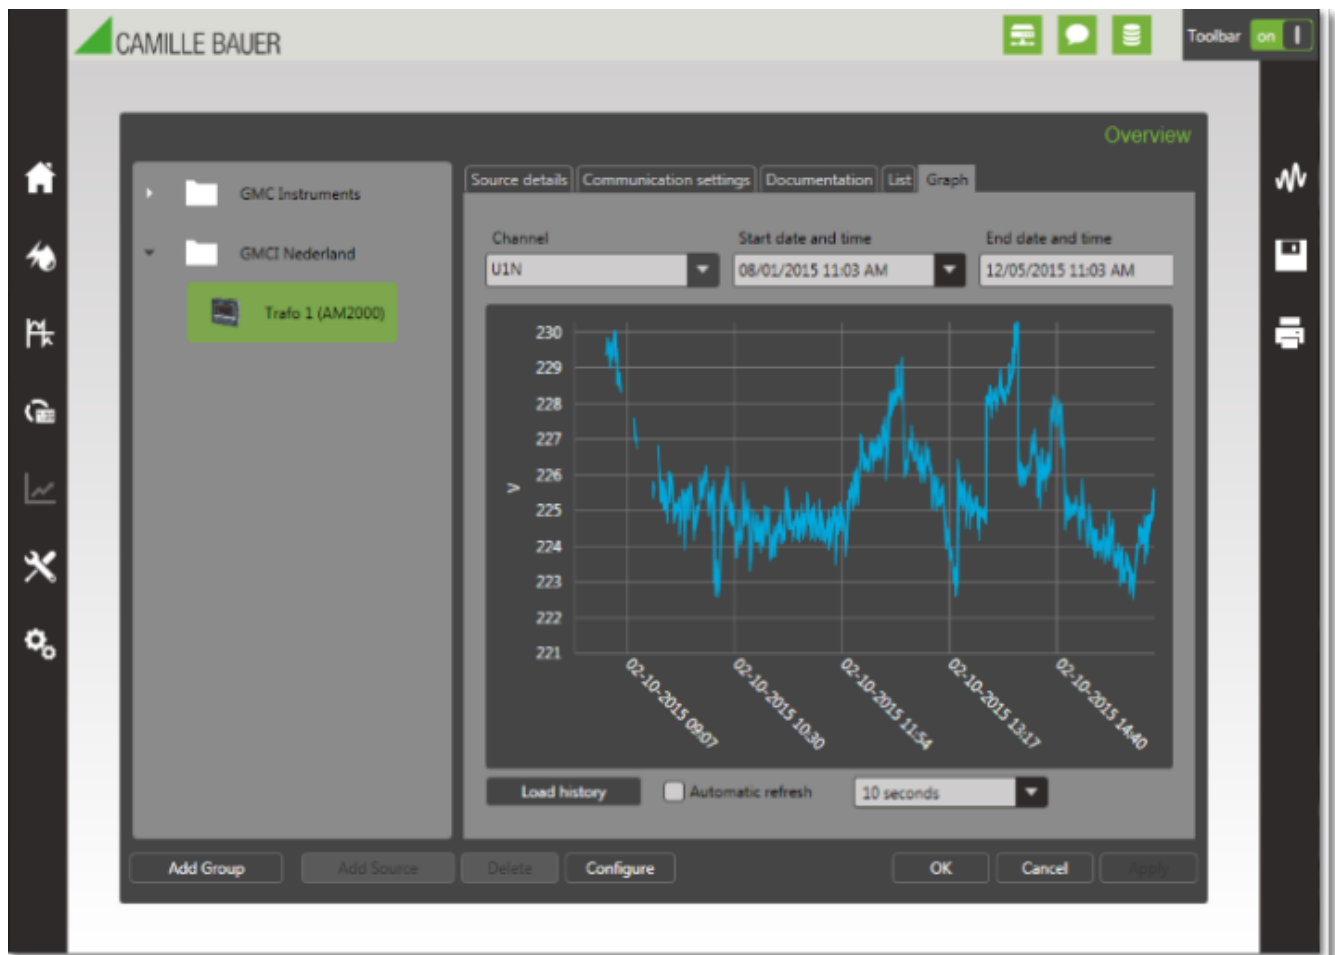 CAMILLE BAUER
Toolbar on
Overview
GMC Instruments
GMCI Nederland
Trafo 1 (AM2000)
Source details Communication settings Documentation List Graph
Channel Start date and time End date and time
U1N 08/01/2015 11:03 AM 12/05/2015 11:03 AM
230
229
228
227
226
225
224
223
222
221
V
02-10-2015 09:07 02-10-2015 10:30 02-10-2015 11:54 02-10-2015 13:17 02-10-2015 14:40
Load history Automatic refresh 10 seconds
Add Group Add Source Delete Configure OK Cancel Apply